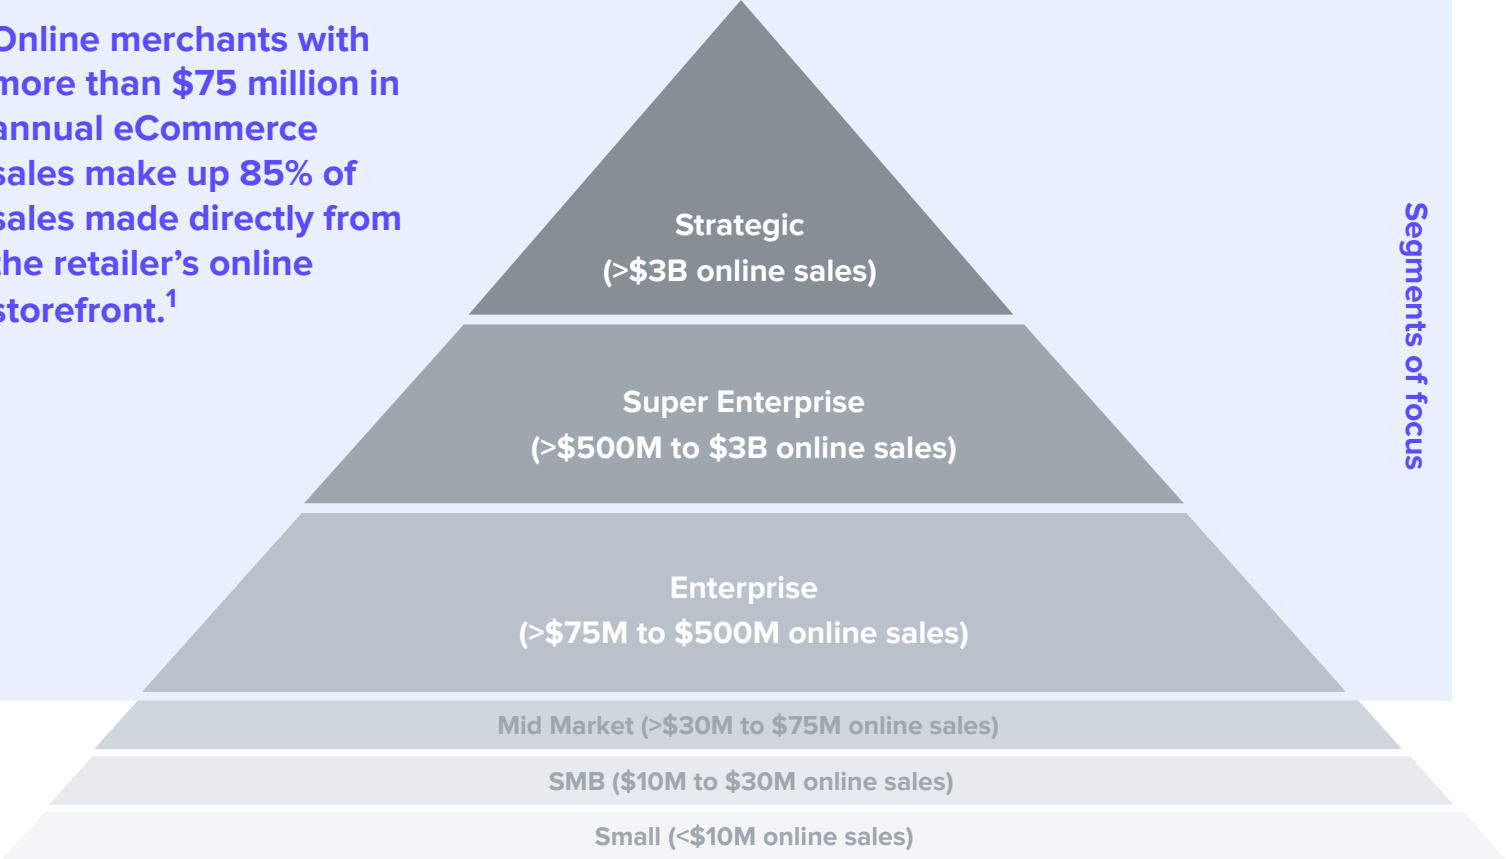 Online merchants with
more than $75 million in
annual eCommerce
sales make up 85% of
sales made directly from
the retailer’s online
storefront.¹
Strategic
(>$3B online sales)
Super Enterprise
(>$500M to $3B online sales)
Enterprise
(>$75M to $500M online sales)
Mid Market (>$30M to $75M online sales)
SMB ($10M to $30M online sales)
Small (<$10M online sales)
Segments of focus